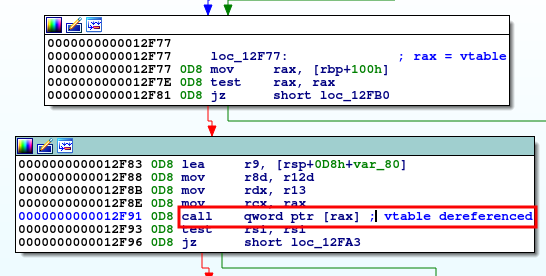 0000000000012F77
0000000000012F77 loc_12F77: ; rax = vtable
0000000000012F77 0D8 mov rax, [rbp+100h]
0000000000012F7E 0D8 test rax, rax
0000000000012F81 0D8 jz short loc_12FB0
0000000000012F83 0D8 lea r9, [rsp+0D8h+var_80]
0000000000012F88 0D8 mov r8d, r12d
0000000000012F8B 0D8 mov rdx, r13
0000000000012F8E 0D8 mov rcx, rax
0000000000012F91 0D8 call qword ptr [rax] ; vtable dereferenced
0000000000012F93 0D8 test rsi, rsi
0000000000012F96 0D8 jz short loc_12FA3